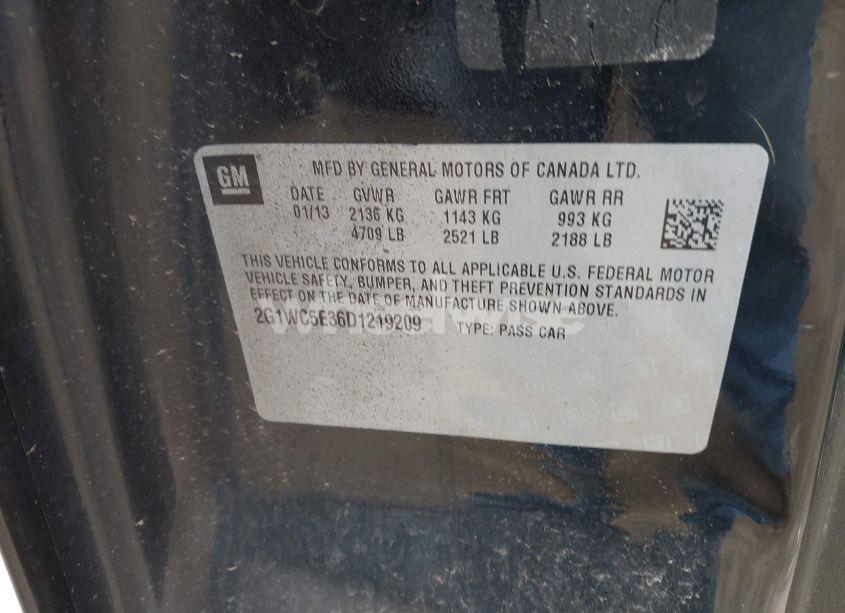 GM
MFD BY GENERAL MOTORS OF CANADA LTD.
DATE GVWR GAWR FRT GAWR RR
01/13 2136 KG 1143 KG 993 KG
4709 LB 2521 LB 2188 LB
THIS VEHICLE CONFORMS TO ALL APPLICABLE U.S. FEDERAL MOTOR
VEHICLE SAFETY, BUMPER, AND THEFT PREVENTION STANDARDS IN
EFFECT ON THE DATE OF MANUFACTURE SHOWN ABOVE.
2G1WC5E36D1219209 TYPE: PASS CAR